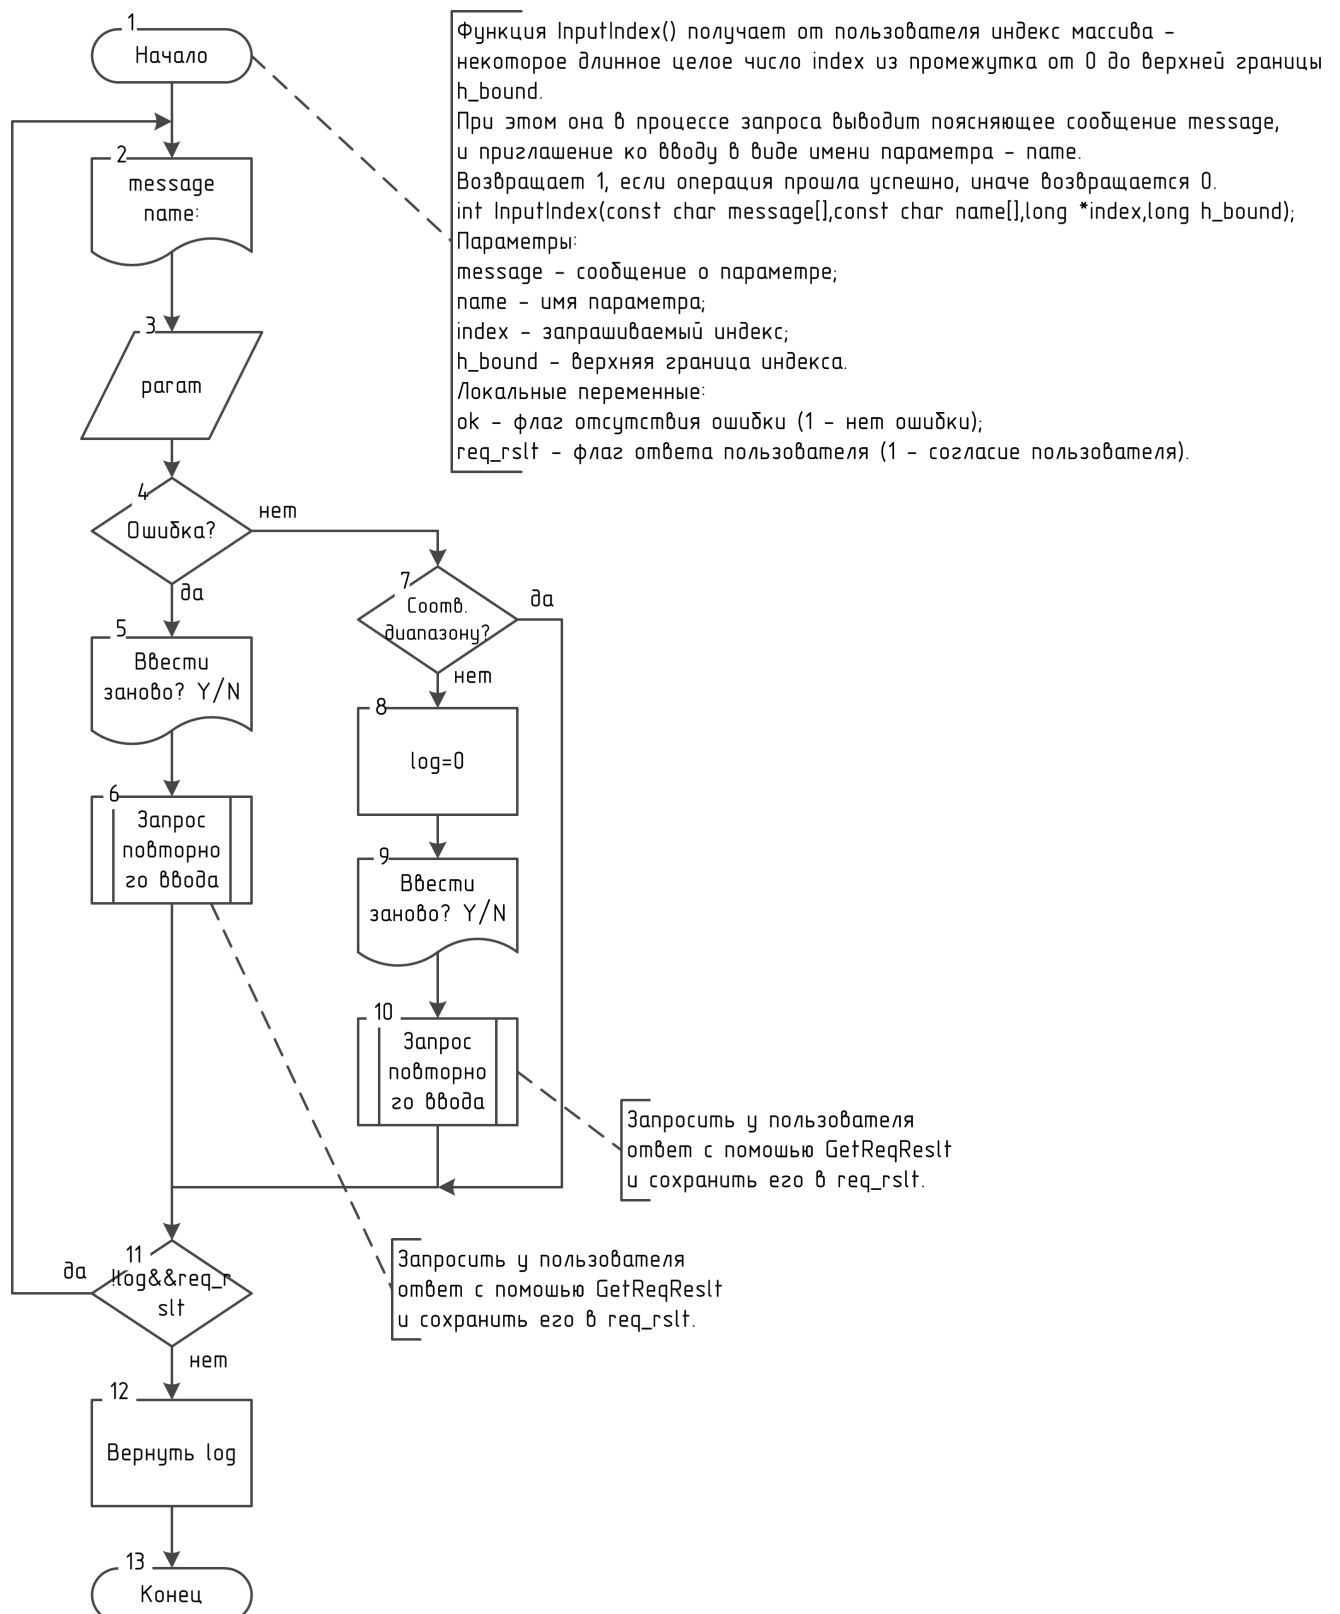 1
Начало
Функция InputIndex() получает от пользователя индекс массива -
некоторое длинное целое число index из промежутка от 0 до верхней границы
h_bound.
При этом она в процессе запроса выводит поясняющее сообщение message,
и приглашение ко вводу в виде имени параметра - name.
Возвращает 1, если операция прошла успешно, иначе возвращается 0.
int InputIndex(const char message[],const char name[],long *index,long h_bound);
Параметры:
message - сообщение о параметре;
name - имя параметра;
index - запрашиваемый индекс;
h_bound - верхняя граница индекса.
Локальные переменные:
ok - флаг отсутствия ошибки (1 - нет ошибки);
req_rslt - флаг ответа пользователя (1 - согласие пользователя).
2
message
name:
3
param
4
Ошибка?
нет
да
5
Ввести
заново? Y/N
6
Запрос
повторно
го ввода
7
Соотв.
диапазону?
да
нет
8
log=0
9
Ввести
заново? Y/N
10
Запрос
повторно
го ввода
Запросить у пользователя
ответ с помошью GetReqReslt
и сохранить его в req_rslt.
Запросить у пользователя
ответ с помошью GetReqReslt
и сохранить его в req_rslt.
11
!log&&req_r
slt
да
нет
12
Вернуть log
13
Конец